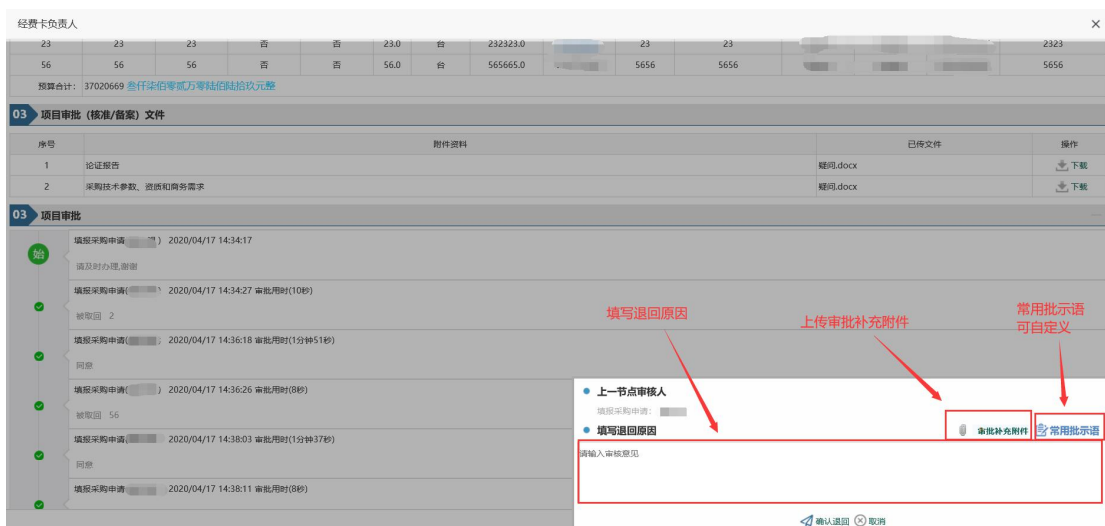 经费卡负责人
23 23 23 否 否 23.0 台 232323.0 23 23 2323
56 56 56 否 否 56.0 台 565665.0 5656 5656 5656
预算合计： 37020669 叁仟柒佰零贰万零陆佰陆拾玖元整
03 项目审批（核准/备案）文件
序号 附件资料 已传文件 操作
1 论证报告 疑问.docx 下载
2 采购技术参数、资质和商务需求 疑问.docx 下载
03 项目审批
始 填报采购申请 ) 2020/04/17 14:34:17
请及时办理,谢谢
填报采购申请( ) 2020/04/17 14:34:27 审批用时(10秒)
被取回 2
填报采购申请( ) 2020/04/17 14:36:18 审批用时(1分钟51秒)
同意
填报采购申请( ) 2020/04/17 14:36:26 审批用时(8秒)
被取回 56
填报采购申请( 2020/04/17 14:38:03 审批用时(1分钟37秒)
同意
填报采购申请 2020/04/17 14:38:11 审批用时(8秒)
填写退回原因
上传审批补充附件
常用批示语
可自定义
上一节点审核人
填报采购申请：
填写退回原因 审批补充附件 常用批示语
请输入审核意见
确认退回 取消